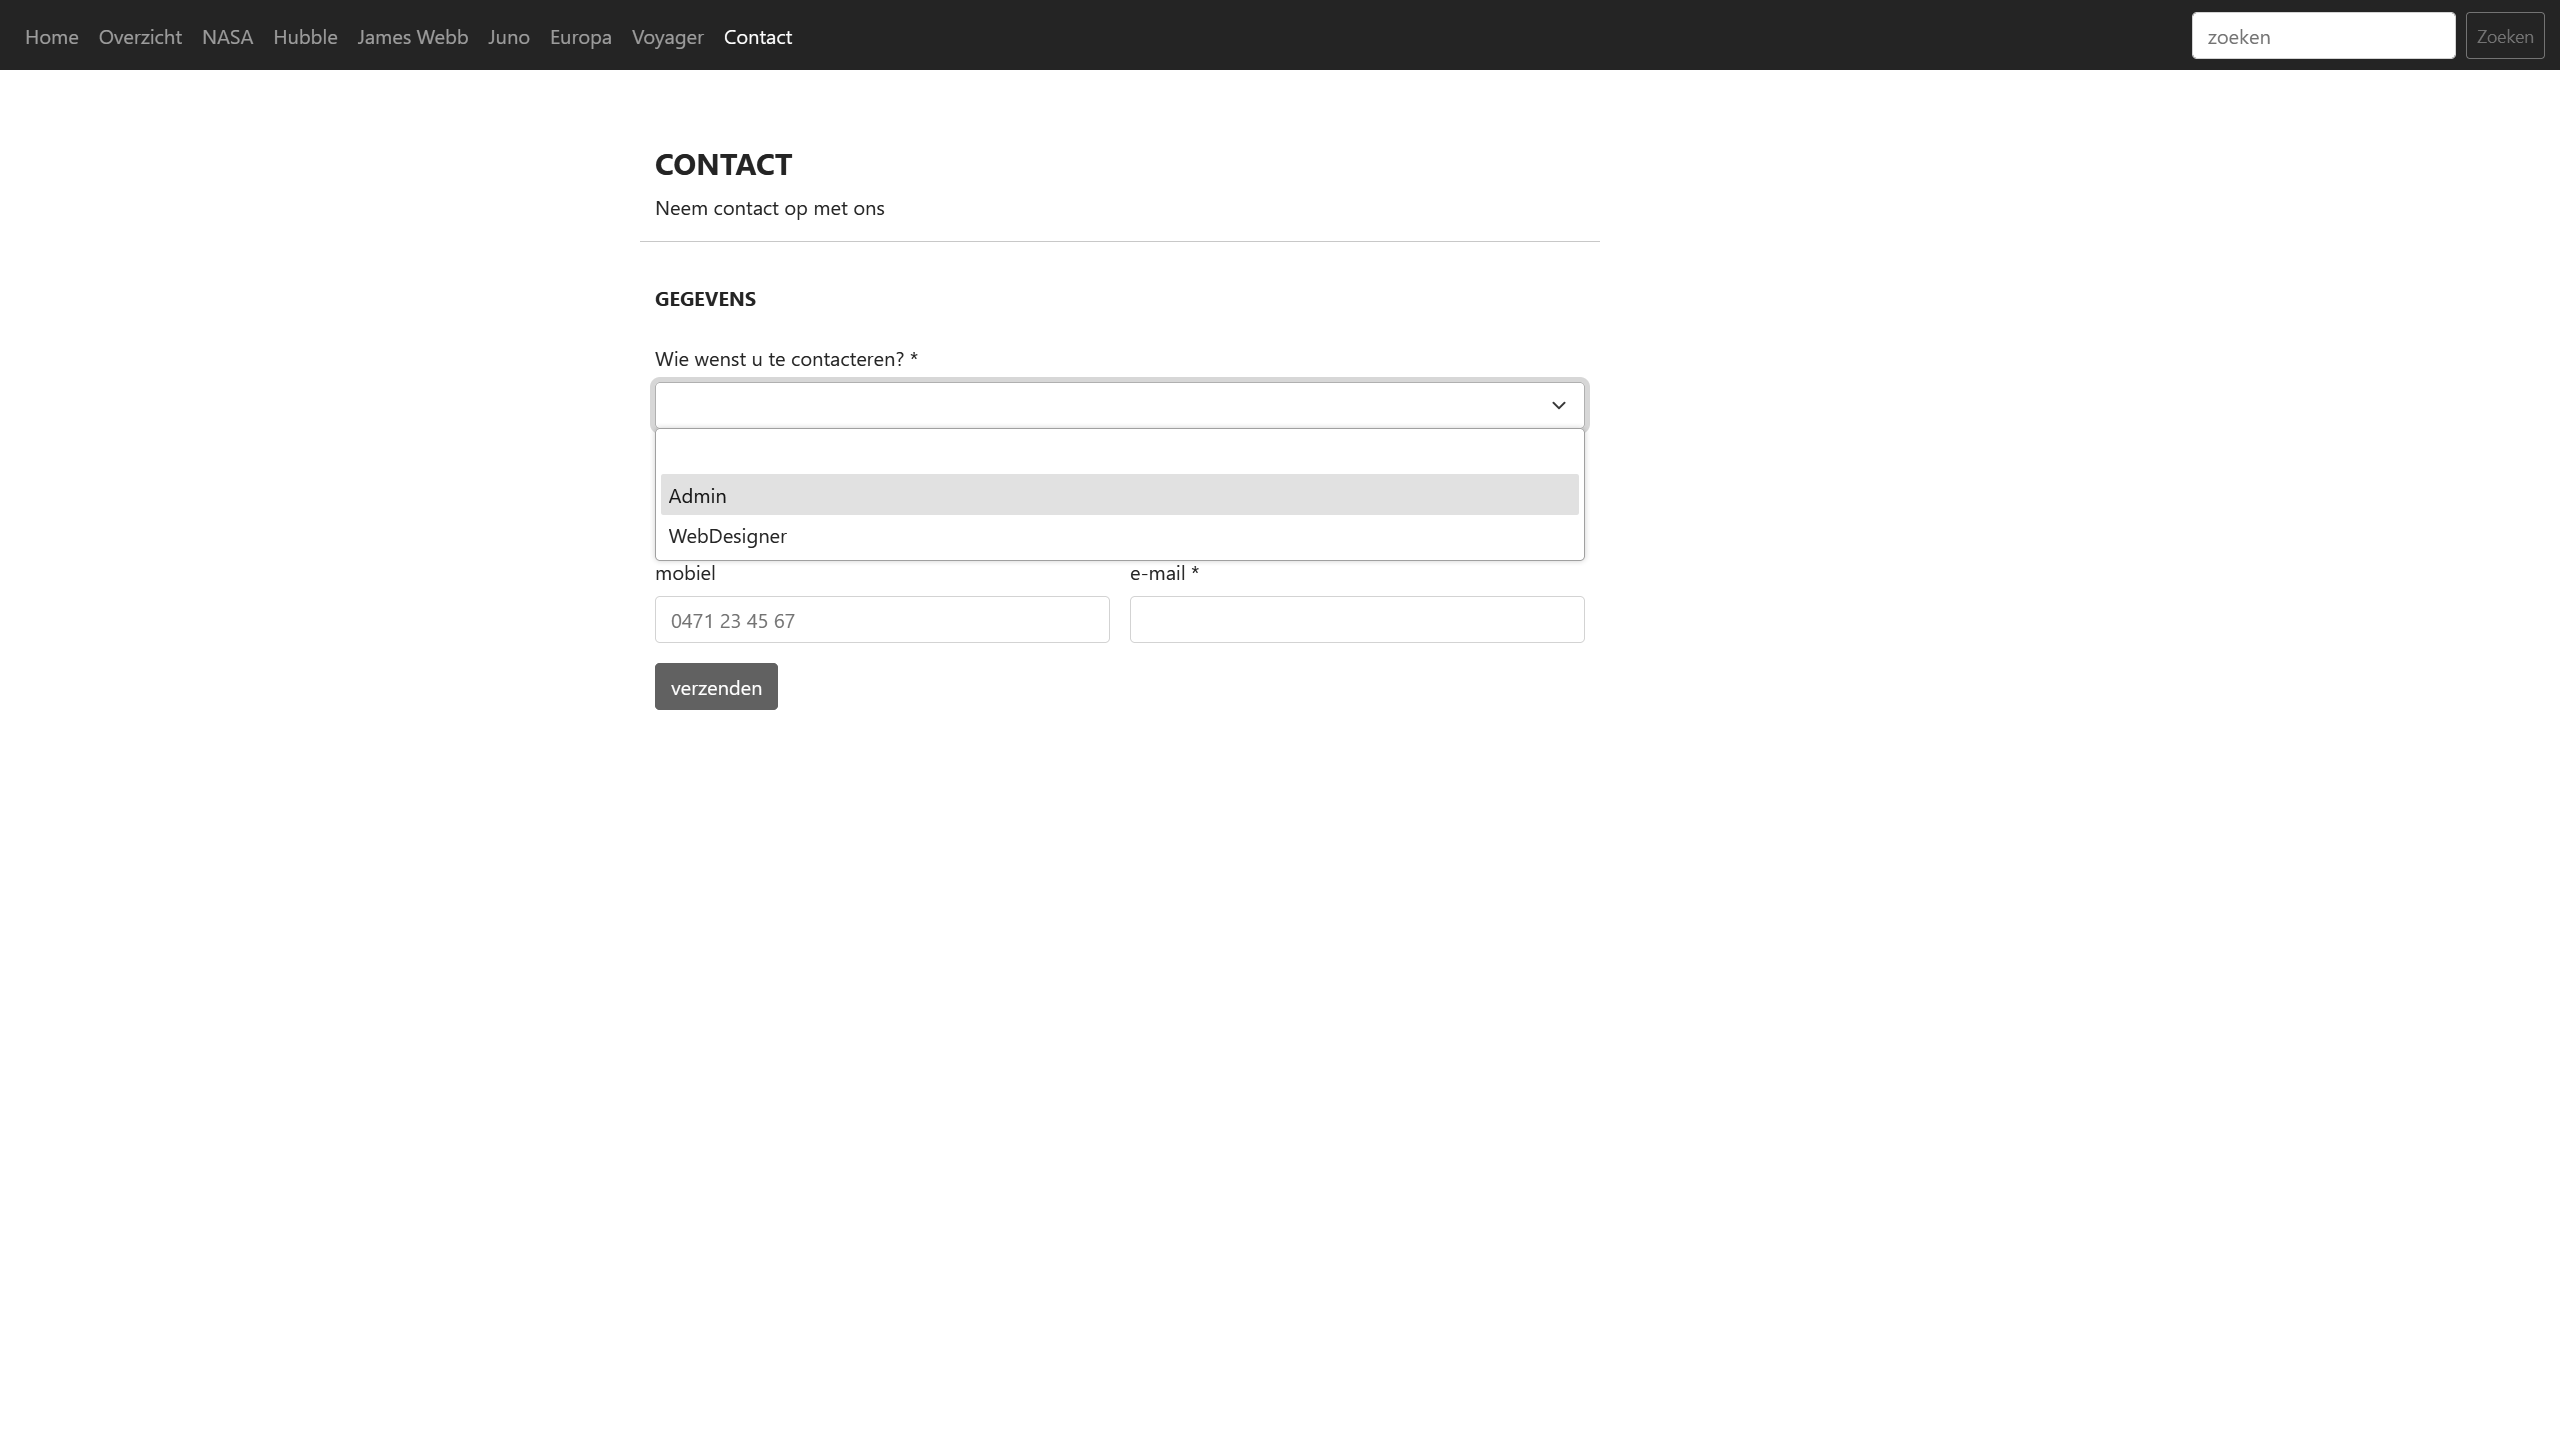 Home Overzicht NASA Hubble James Webb Juno Europa Voyager Contact zoeken Zoeken
CONTACT
Neem contact op met ons
GEGEVENS
Wie wenst u te contacteren? *
Admin
WebDesigner
mobiel e-mail *
0471 23 45 67
verzenden